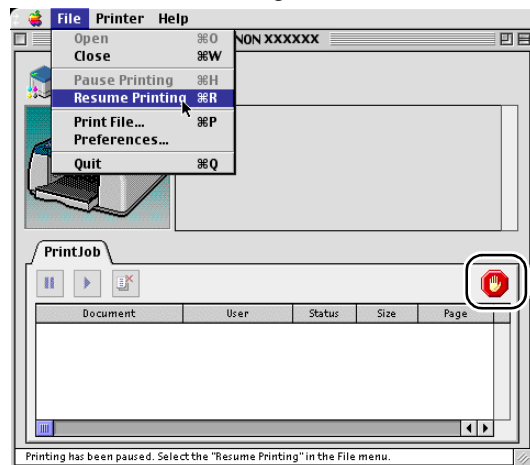 File Printer Help
NON XXXXXX
Open ⌘O
Close ⌘W
Pause Printing ⌘H
Resume Printing ⌘R
Print File... ⌘P
Preferences...
Quit ⌘Q
PrintJob
Document User Status Size Page
Printing has been paused. Select the "Resume Printing" in the File menu.